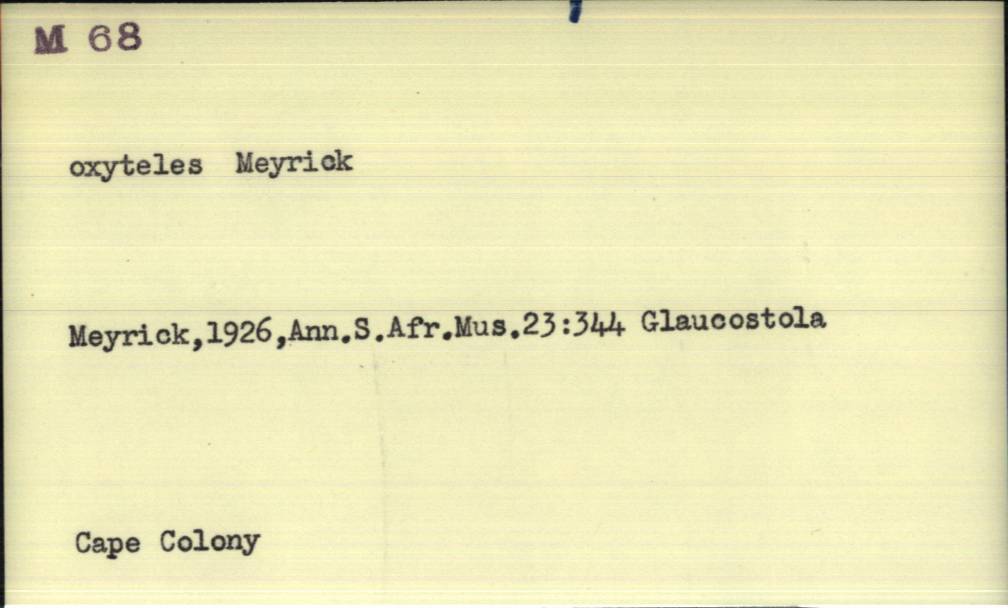 M 68
oxyteles Meyrick
Meyrick,1926,Ann.S.Afr.Mus.23:344 Glaucostola
Cape Colony